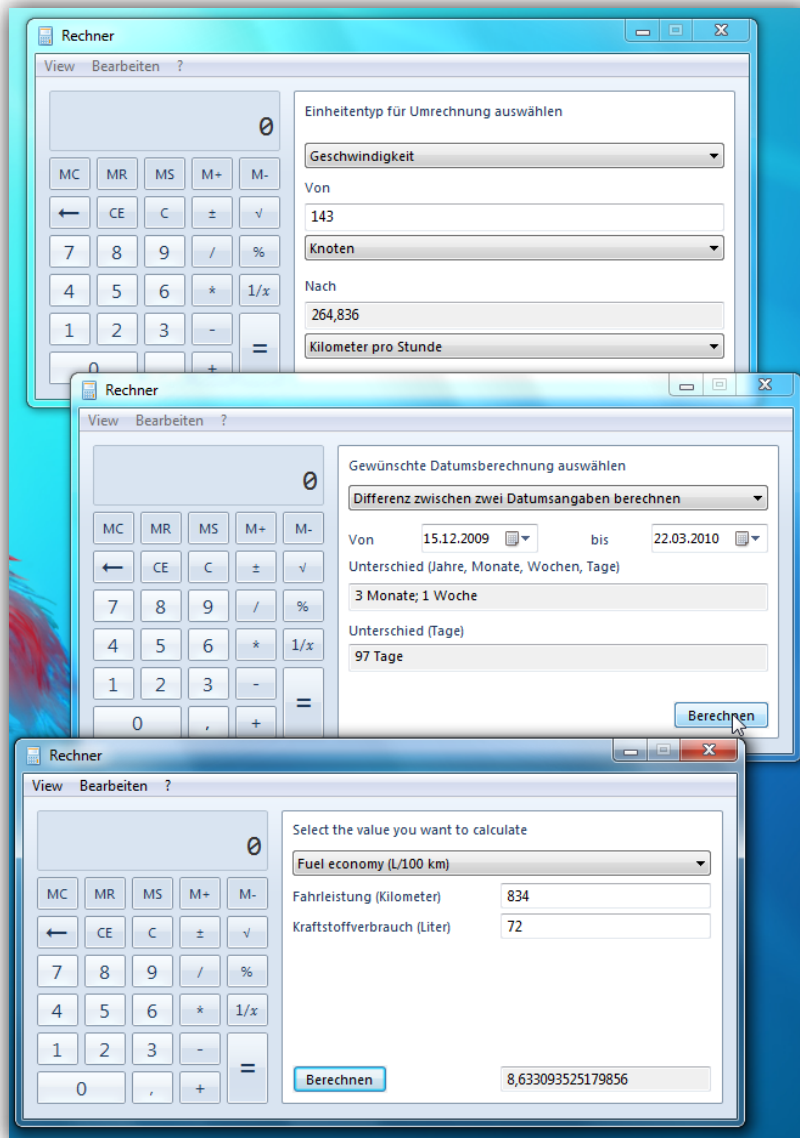 Rechner
View Bearbeiten ?
0
Einheitentyp für Umrechnung auswählen
Geschwindigkeit
MC MR MS M+ M-
Von
← CE C ± √
143
7 8 9 / %
Knoten
4 5 6 * 1/x
Nach
264,836
1 2 3 - =
Kilometer pro Stunde
0 +
Rechner
View Bearbeiten ?
0
Gewünschte Datumsberechnung auswählen
Differenz zwischen zwei Datumsangaben berechnen
MC MR MS M+ M-
Von 15.12.2009 bis 22.03.2010
← CE C ± √
Unterschied (Jahre, Monate, Wochen, Tage)
3 Monate; 1 Woche
7 8 9 / %
Unterschied (Tage)
4 5 6 * 1/x
97 Tage
1 2 3 - =
0 , +
Berechnen
Rechner
View Bearbeiten ?
0
Select the value you want to calculate
Fuel economy (L/100 km)
MC MR MS M+ M-
Fahrleistung (Kilometer) 834
← CE C ± √
Kraftstoffverbrauch (Liter) 72
7 8 9 / %
4 5 6 * 1/x
1 2 3 - =
0 , +
Berechnen 8,633093525179856